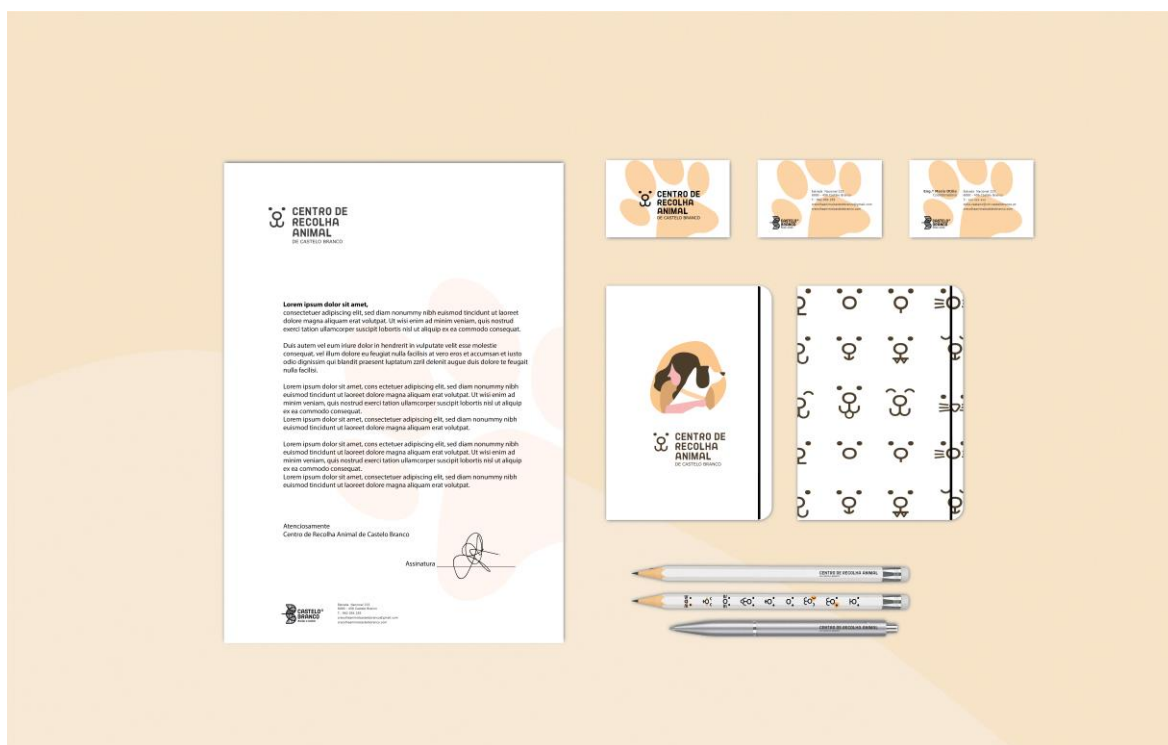 CENTRO DE
RECOLHA
ANIMAL
DE CASTELO BRANCO
Lorem ipsum dolor sit amet,
consectetuer adipiscing elit, sed diam nonummy nibh euismod tincidunt ut laoreet
dolore magna aliquam erat volutpat. Ut wisi enim ad minim veniam, quis nostrud
exerci tation ullamcorper suscipit lobortis nisl ut aliquip ex ea commodo consequat.
Duis autem vel eum iriure dolor in hendrerit in vulputate velit esse molestie
consequat, vel illum dolore eu feugiat nulla facilisis at vero eros et accumsan et iusto
odio dignissim qui blandit praesent luptatum zzril delenit augue duis dolore te feugait
nulla facilisi.
Lorem ipsum dolor sit amet, cons ectetuer adipiscing elit, sed diam nonummy nibh
euismod tincidunt ut laoreet dolore magna aliquam erat volutpat. Ut wisi enim ad
minim veniam, quis nostrud exerci tation ullamcorper suscipit lobortis nisl ut aliquip
ex ea commodo consequat.
Lorem ipsum dolor sit amet, consectetuer adipiscing elit, sed diam nonummy nibh
euismod tincidunt ut laoreet dolore magna aliquam erat volutpat.
Lorem ipsum dolor sit amet, cons ectetuer adipiscing elit, sed diam nonummy nibh
euismod tincidunt ut laoreet dolore magna aliquam erat volutpat. Ut wisi enim ad
minim veniam, quis nostrud exerci tation ullamcorper suscipit lobortis nisl ut aliquip
ex ea commodo consequat.
Lorem ipsum dolor sit amet, consectetuer adipiscing elit, sed diam nonummy nibh
euismod tincidunt ut laoreet dolore magna aliquam erat volutpat.
Atenciosamente
Centro de Recolha Animal de Castelo Branco
Assinatura
CASTELO
BRANCO
CENTRO DE
RECOLHA
ANIMAL
DE CASTELO BRANCO
CASTELO
BRANCO
CASTELO
BRANCO
CENTRO DE
RECOLHA
ANIMAL
DE CASTELO BRANCO
CENTRO DE RECOLHA ANIMAL
CENTRO DE RECOLHA ANIMAL